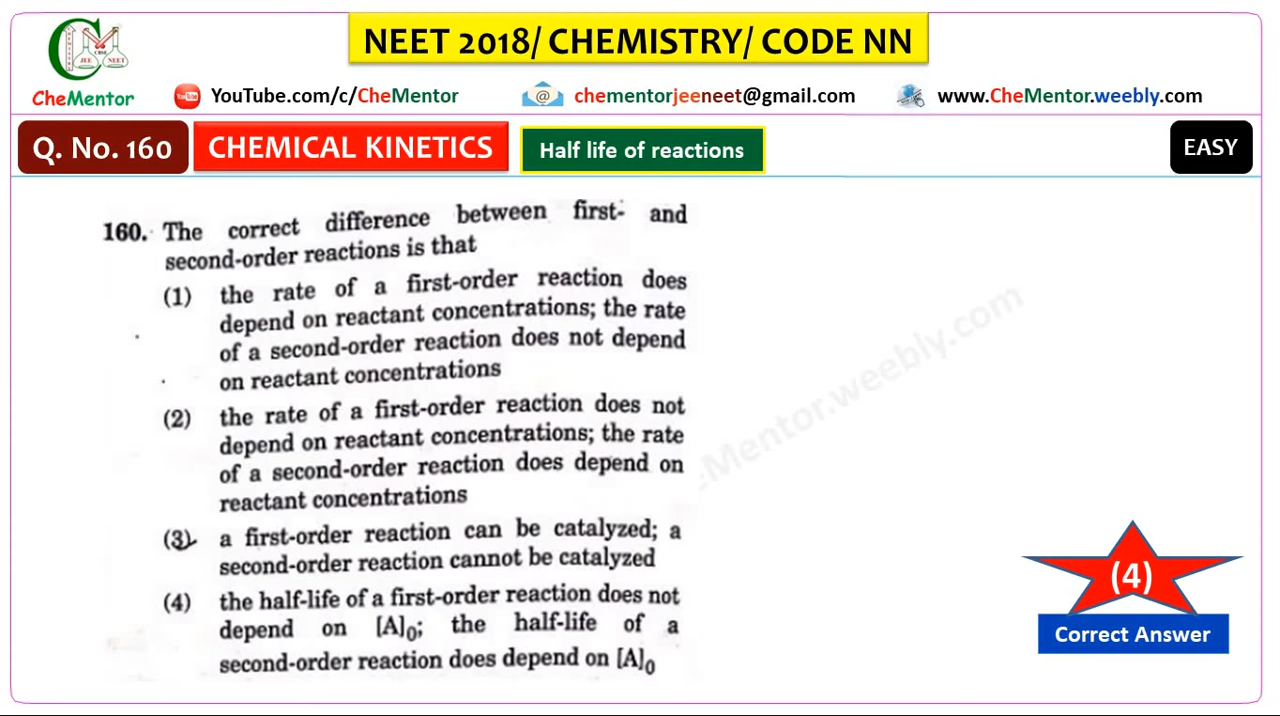 NEET 2018/ CHEMISTRY/ CODE NN
CBSE
JEE NEET
CheMentor
YouTube.com/c/CheMentor
chementorjeeneet@gmail.com
www.CheMentor.weebly.com
Q. No. 160
CHEMICAL KINETICS
Half life of reactions
EASY
160. The correct difference between first- and
second-order reactions is that
(1) the rate of a first-order reaction does
depend on reactant concentrations; the rate
of a second-order reaction does not depend
on reactant concentrations
(2) the rate of a first-order reaction does not
depend on reactant concentrations; the rate
of a second-order reaction does depend on
reactant concentrations
(3) a first-order reaction can be catalyzed; a
second-order reaction cannot be catalyzed
(4) the half-life of a first-order reaction does not
depend on [A]₀; the half-life of a
second-order reaction does depend on [A]₀
eMentor.weebly.com
(4)
Correct Answer